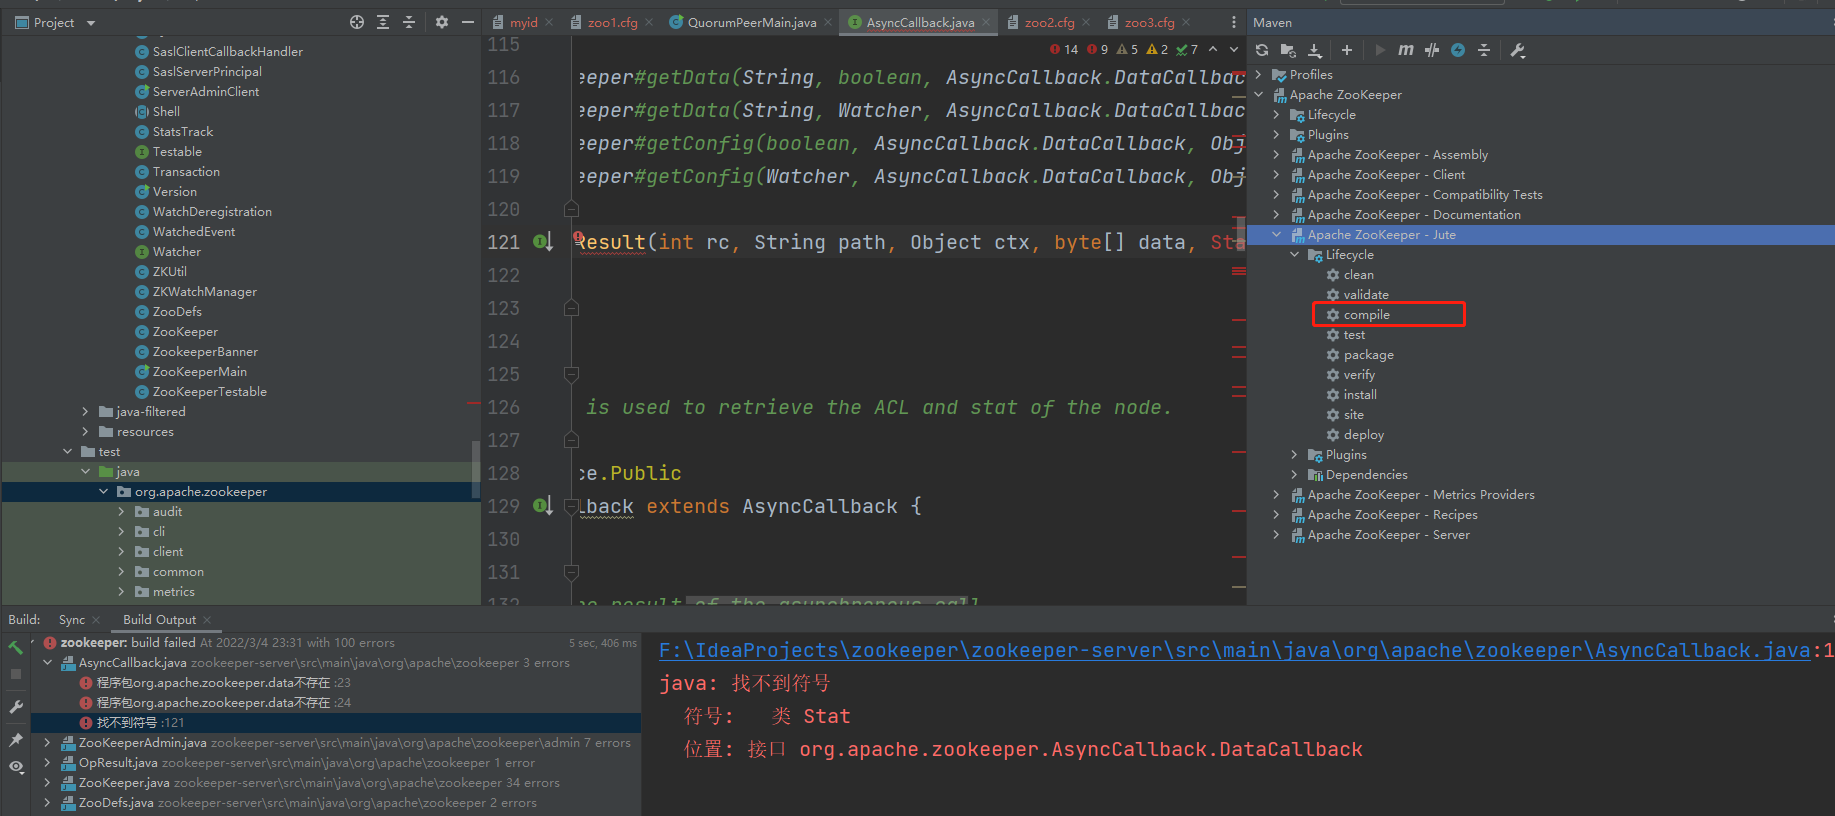 Project
SaslClientCallbackHandler
SaslServerPrincipal
ServerAdminClient
Shell
StatsTrack
Testable
Transaction
Version
WatchDeregistration
WatchedEvent
Watcher
ZKUtil
ZKWatchManager
ZooDefs
ZooKeeper
ZookeeperBanner
ZooKeeperMain
ZooKeeperTestable
java-filtered
resources
test
java
org.apache.zookeeper
audit
cli
client
common
metrics
myid zoo1.cfg QuorumPeerMain.java AsyncCallback.java zoo2.cfg zoo3.cfg
14 9 5 2 7
115
116 eeper#getData(String, boolean, AsyncCallback.DataCallbac
117 eeper#getData(String, Watcher, AsyncCallback.DataCallbac
118 eeper#getConfig(boolean, AsyncCallback.DataCallback, Obj
119 eeper#getConfig(Watcher, AsyncCallback.DataCallback, Obj
120
121 Result(int rc, String path, Object ctx, byte[] data, Sta
122
123
124
125
126 is used to retrieve the ACL and stat of the node.
127
128 ce.Public
129 lback extends AsyncCallback {
130
131
132 he result of the asynchronous call
Maven
Profiles
Apache ZooKeeper
Lifecycle
Plugins
Apache ZooKeeper - Assembly
Apache ZooKeeper - Client
Apache ZooKeeper - Compatibility Tests
Apache ZooKeeper - Documentation
Apache ZooKeeper - Jute
Lifecycle
clean
validate
compile
test
package
verify
install
site
deploy
Plugins
Dependencies
Apache ZooKeeper - Metrics Providers
Apache ZooKeeper - Recipes
Apache ZooKeeper - Server
Build: Sync Build Output
zookeeper: build failed At 2022/3/4 23:31 with 100 errors 5 sec, 406 ms
AsyncCallback.java zookeeper-server\src\main\java\org\apache\zookeeper 3 errors
程序包org.apache.zookeeper.data不存在 :23
程序包org.apache.zookeeper.data不存在 :24
找不到符号 :121
ZooKeeperAdmin.java zookeeper-server\src\main\java\org\apache\zookeeper\admin 7 errors
OpResult.java zookeeper-server\src\main\java\org\apache\zookeeper 1 error
ZooKeeper.java zookeeper-server\src\main\java\org\apache\zookeeper 34 errors
ZooDefs.java zookeeper-server\src\main\java\org\apache\zookeeper 2 errors
F:\IdeaProjects\zookeeper\zookeeper-server\src\main\java\org\apache\zookeeper\AsyncCallback.java:1
java: 找不到符号
符号: 类 Stat
位置: 接口 org.apache.zookeeper.AsyncCallback.DataCallback